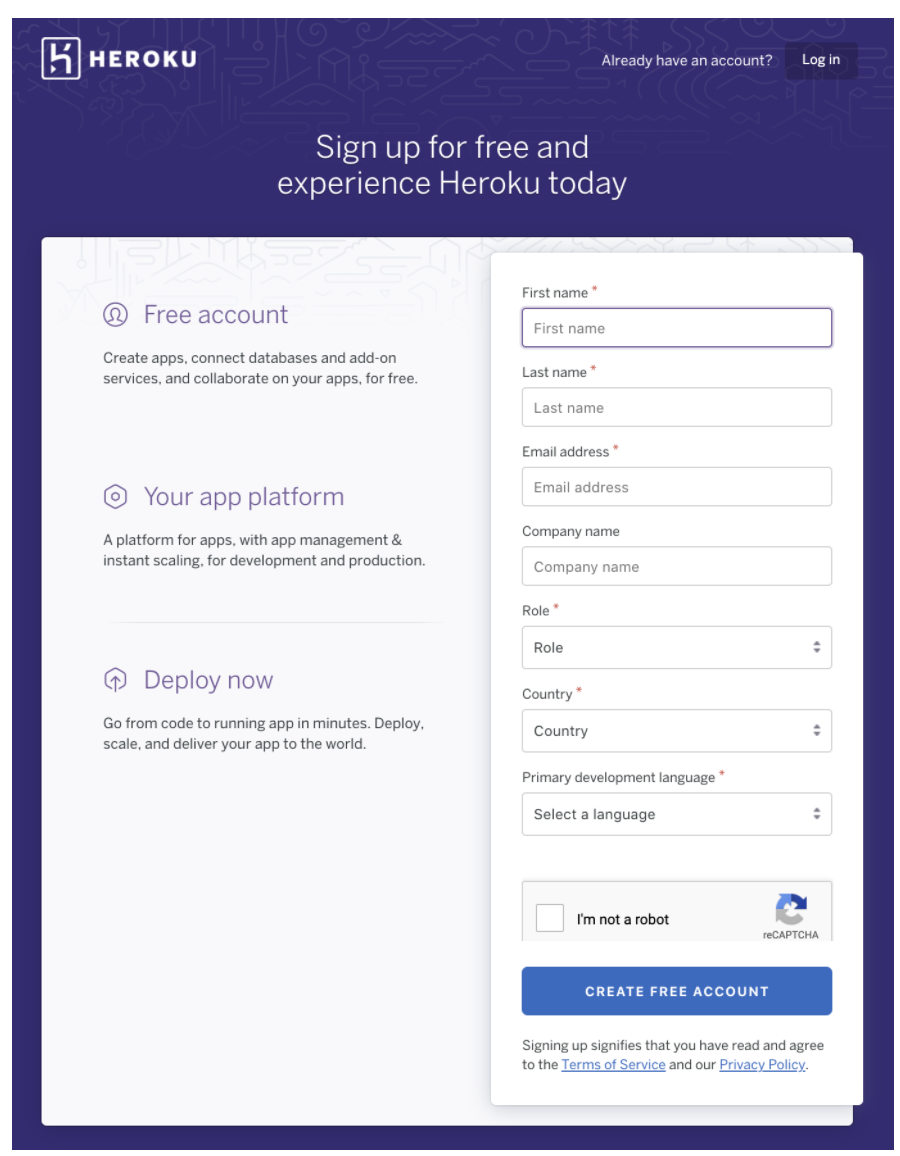 HEROKU
Already have an account?
Log in
Sign up for free and
experience Heroku today
Free account
Create apps, connect databases and add-on
services, and collaborate on your apps, for free.
Your app platform
A platform for apps, with app management &
instant scaling, for development and production.
Deploy now
Go from code to running app in minutes. Deploy,
scale, and deliver your app to the world.
First name *
First name
Last name *
Last name
Email address *
Email address
Company name
Company name
Role *
Role
Country *
Country
Primary development language *
Select a language
I'm not a robot
reCAPTCHA
CREATE FREE ACCOUNT
Signing up signifies that you have read and agree
to the Terms of Service and our Privacy Policy.